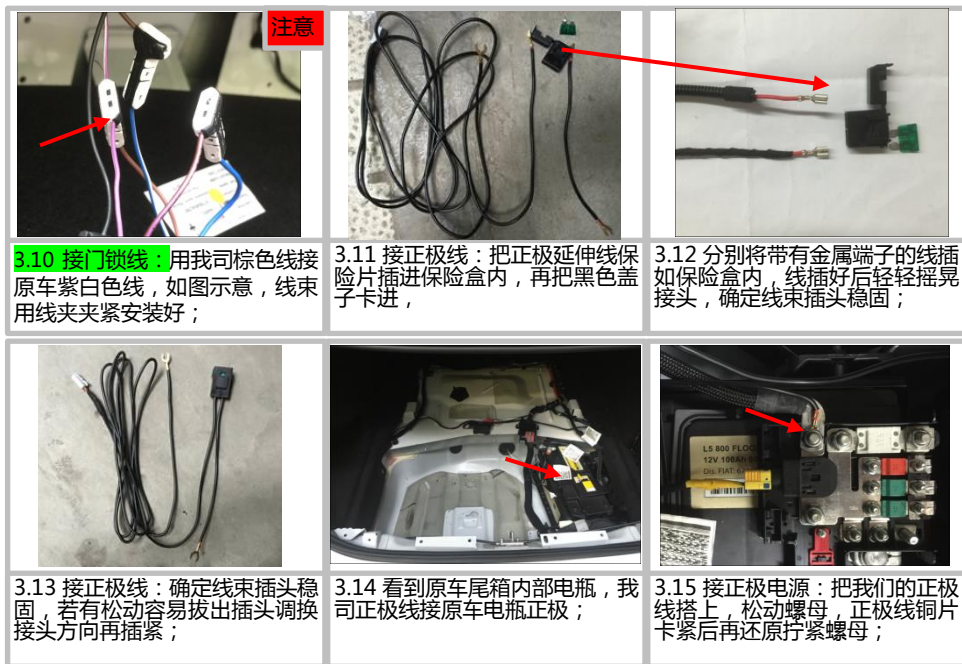 注意
3.10 接门锁线：用我司棕色线接
原车紫白色线，如图示意，线束
用线夹夹紧安装好；
3.11 接正极线：把正极延伸线保
险片插进保险盒内，再把黑色盖
子卡进，
3.12 分别将带有金属端子的线插
如保险盒内，线插好后轻轻摇晃
接头，确定线束插头稳固；
L5 800 FLOO
12V 100Ah
Dis. FIAT.
3.13 接正极线：确定线束插头稳
固，若有松动容易拔出插头调换
接头方向再插紧；
3.14 看到原车尾箱内部电瓶，我
司正极线接原车电瓶正极；
3.15 接正极电源：把我们的正极
线搭上，松动螺母，正极线铜片
卡紧后再还原拧紧螺母；